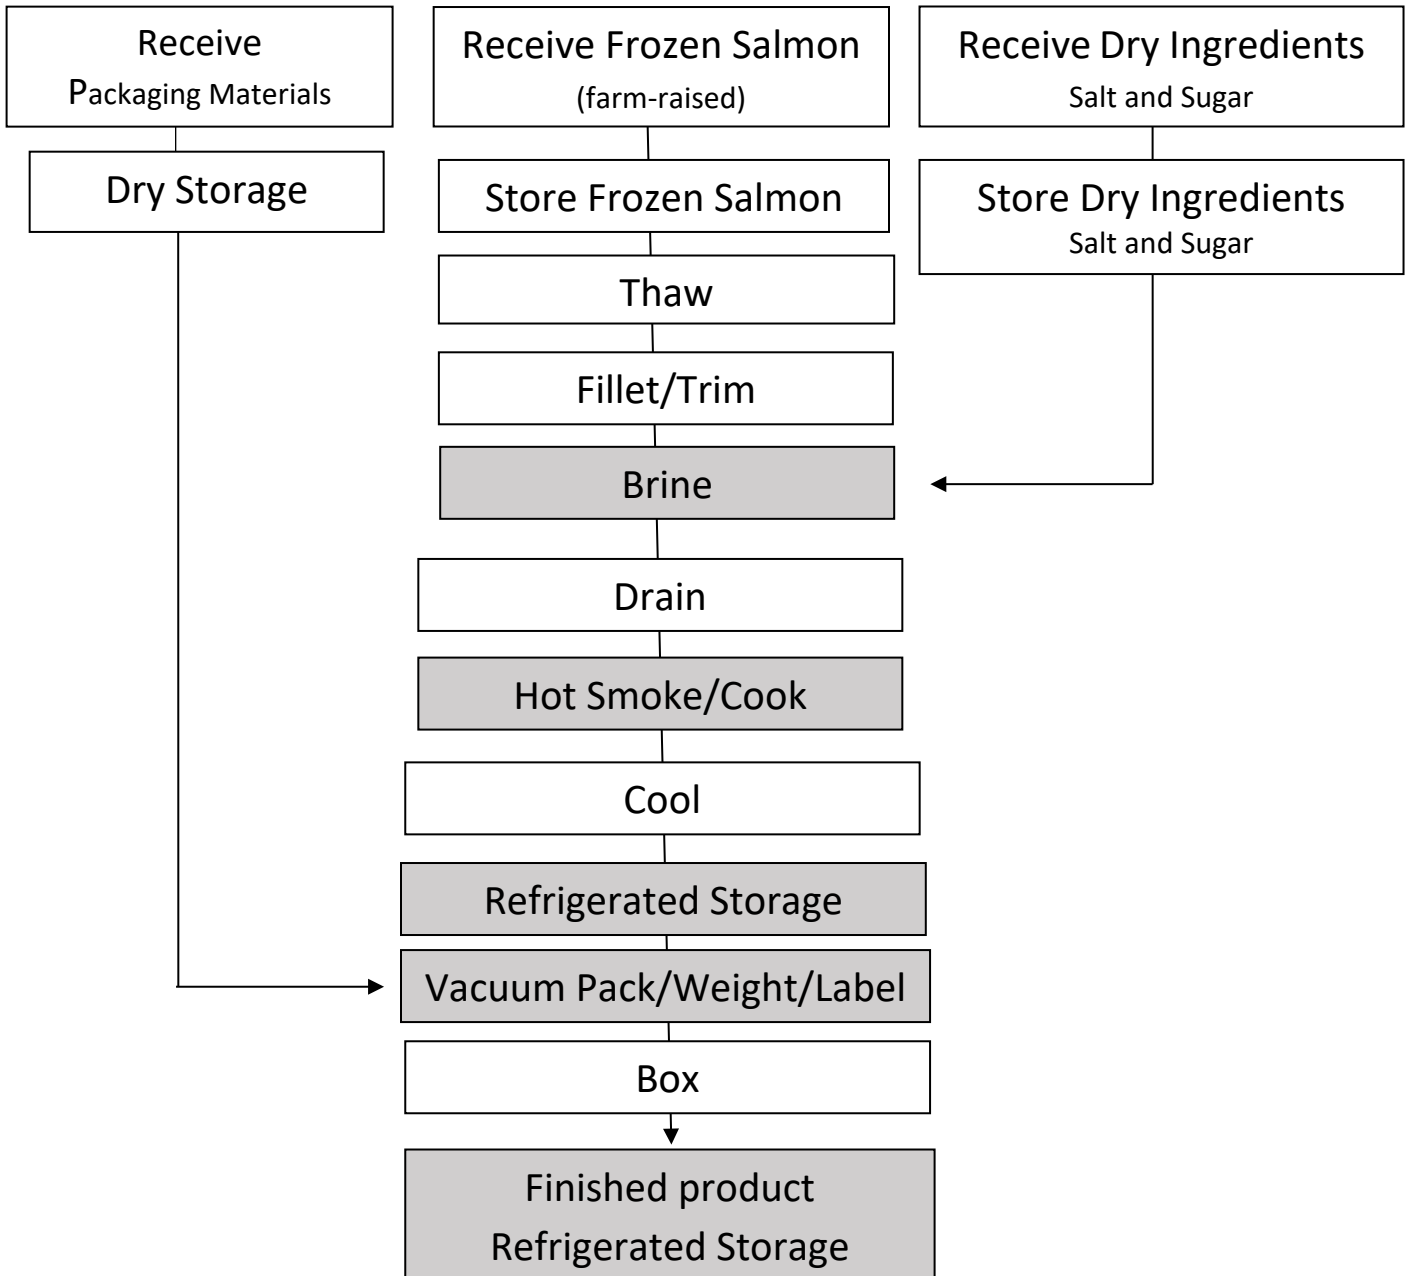 Receive
Packaging Materials
Dry Storage
Receive Frozen Salmon
(farm-raised)
Store Frozen Salmon
Thaw
Fillet/Trim
Brine
Drain
Hot Smoke/Cook
Cool
Refrigerated Storage
Vacuum Pack/Weight/Label
Box
Finished product
Refrigerated Storage
Receive Dry Ingredients
Salt and Sugar
Store Dry Ingredients
Salt and Sugar